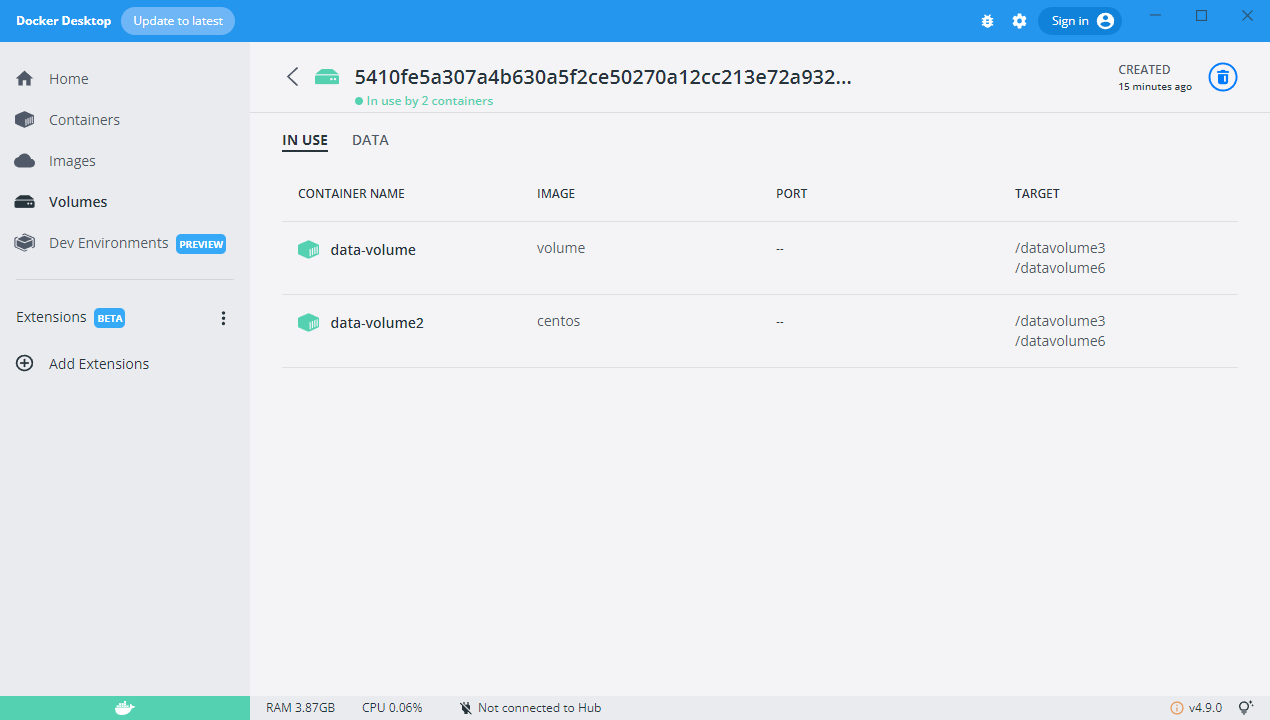 Docker Desktop Update to latest Sign in
Home
Containers
Images
Volumes
Dev Environments PREVIEW
Extensions BETA
Add Extensions
5410fe5a307a4b630a5f2ce50270a12cc213e72a932...
In use by 2 containers
CREATED
15 minutes ago
IN USE DATA
CONTAINER NAME IMAGE PORT TARGET
data-volume volume -- /datavolume3
/datavolume6
data-volume2 centos -- /datavolume3
/datavolume6
RAM 3.87GB CPU 0.06% Not connected to Hub v4.9.0